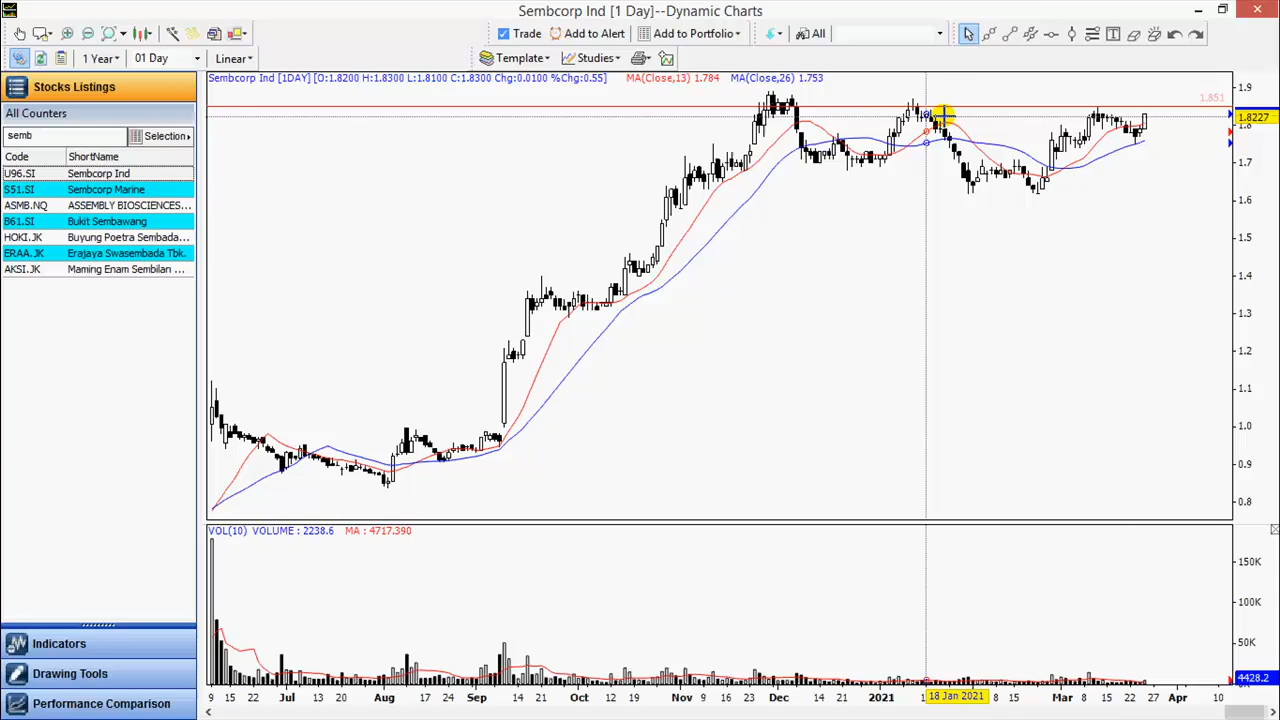 Sembcorp Ind [1 Day]--Dynamic Charts
Trade Add to Alert Add to Portfolio All
1 Year 01 Day Linear Template Studies
Stocks Listings
All Counters
semb Selection
Code ShortName
U96.SI Sembcorp Ind
S51.SI Sembcorp Marine
ASMB.NQ ASSEMBLY BIOSCIENCES...
B61.SI Bukit Sembawang
HOKI.JK Buyung Poetra Sembada...
ERAA.JK Erajaya Swasembada Tbk.
AKSI.JK Maming Enam Sembilan ...
Indicators
Drawing Tools
Performance Comparison
Sembcorp Ind [1DAY] [O:1.8200 H:1.8300 L:1.8100 C:1.8300 Chg:0.0100 %Chg:0.55] MA(Close,13) 1.784 MA(Close,26) 1.753
1.851
1.9
1.8227
1.8
1.7
1.6
1.5
1.4
1.3
1.2
1.1
1.0
0.9
0.8
VOL(10) VOLUME : 2238.6 MA : 4717.390
150K
100K
50K
4428.2
9 15 22 Jul 13 20 Aug 17 24 Sep 14 21 Oct 12 19 Nov 16 23 Dec 14 21 2021 18 Jan 2021 8 15 Mar 8 15 22 27 Apr 10